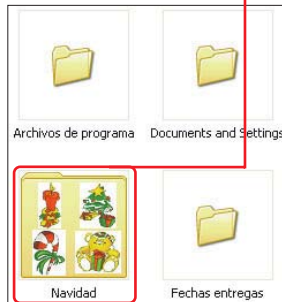 Archivos de programa
Documents and Settings
Navidad
Fechas entregas